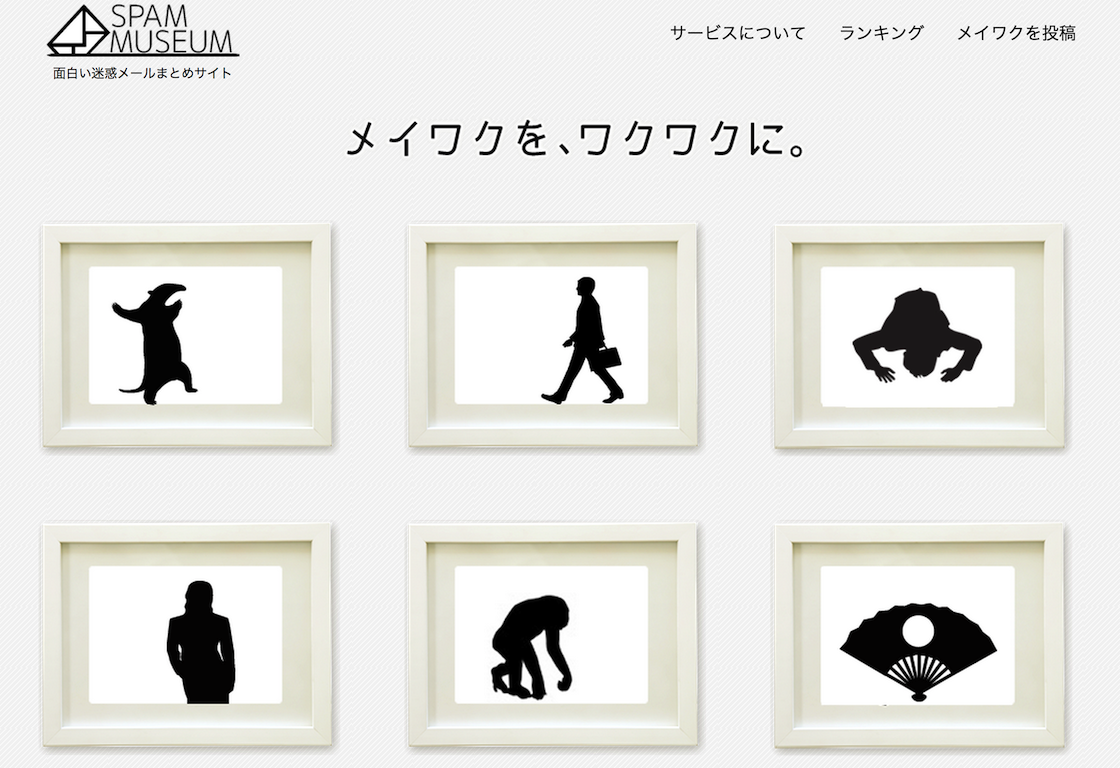 SPAM
MUSEUM
面白い迷惑メールまとめサイト
サービスについて ランキング メイワクを投稿
メイワクを、ワクワクに。